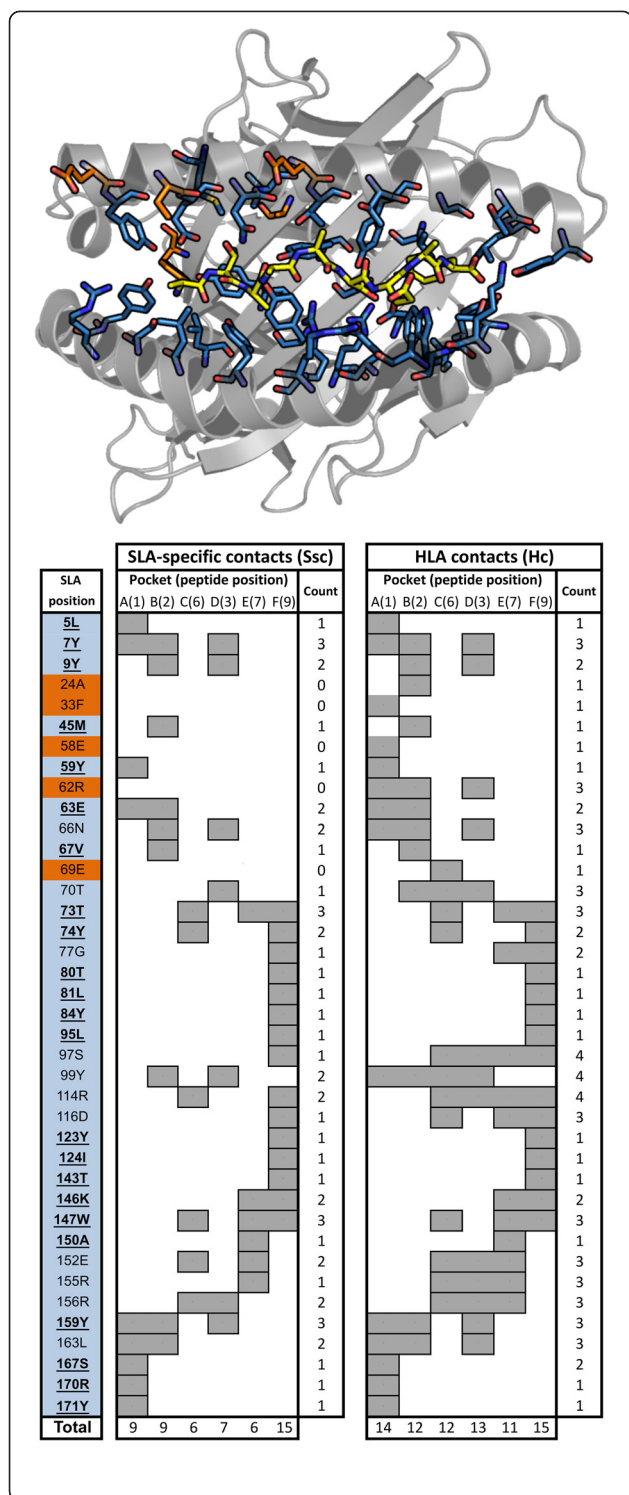 SLA-specific contacts (Ssc) HLA contacts (Hc)
SLA position Pocket (peptide position) Count Pocket (peptide position) Count
A(1) B(2) C(6) D(3) E(7) F(9) A(1) B(2) C(6) D(3) E(7) F(9)
5L 1 1
7Y 3 3
9Y 2 2
24A 0 1
33F 0 1
45M 1 1
58E 0 1
59Y 1 1
62R 0 3
63E 2 2
66N 2 3
67V 1 1
69E 0 1
70T 1 3
73T 3 3
74Y 2 2
77G 1 2
80T 1 1
81L 1 1
84Y 1 1
95L 1 1
97S 1 4
99Y 2 4
114R 2 4
116D 1 3
123Y 1 1
124I 1 1
143T 1 1
146K 2 2
147W 3 3
150A 1 1
152E 2 3
155R 1 3
156R 2 3
159Y 3 3
163L 2 3
167S 1 2
170R 1 1
171Y 1 1
Total 9 9 6 7 6 15 14 12 12 13 11 15